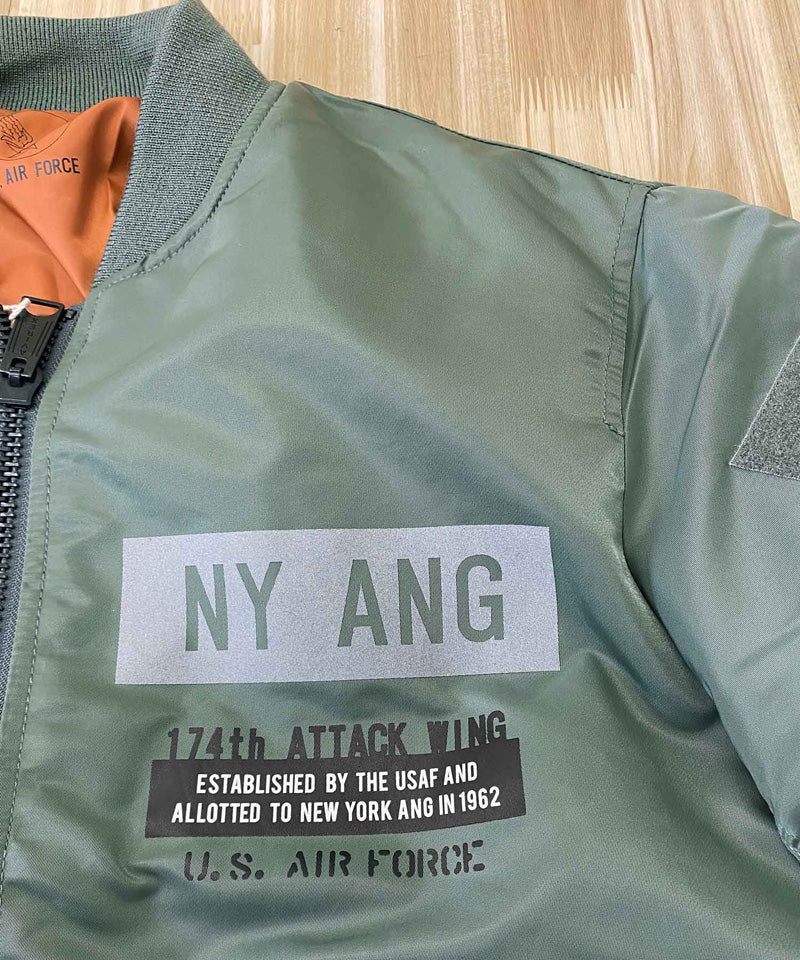 AIR FORCE
NY ANG
174th ATTACK WING
ESTABLISHED BY THE USAF AND
ALLOTTED TO NEW YORK ANG IN 1962
U.S. AIR FORCE